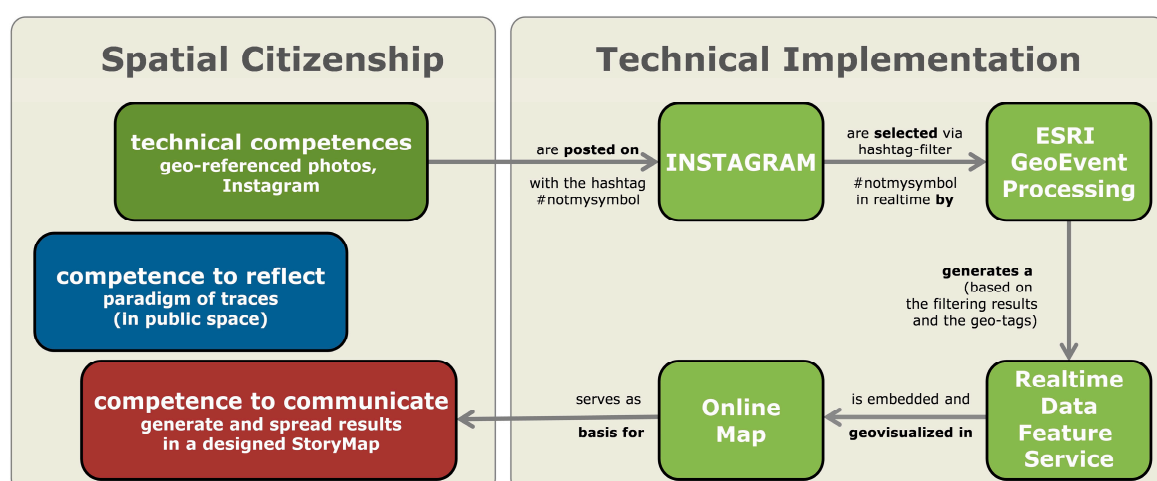 Spatial Citizenship
Technical Implementation
technical competences
geo-referenced photos,
Instagram
are posted on
with the hashtag
#notmysymbol
INSTAGRAM
are selected via
hashtag-filter
#notmysymbol
in realtime by
ESRI
GeoEvent
Processing
competence to reflect
paradigm of traces
(in public space)
generates a
(based on
the filtering results
and the geo-tags)
competence to communicate
generate and spread results
in a designed StoryMap
serves as
basis for
Online
Map
is embedded and
geovisualized in
Realtime
Data
Feature
Service